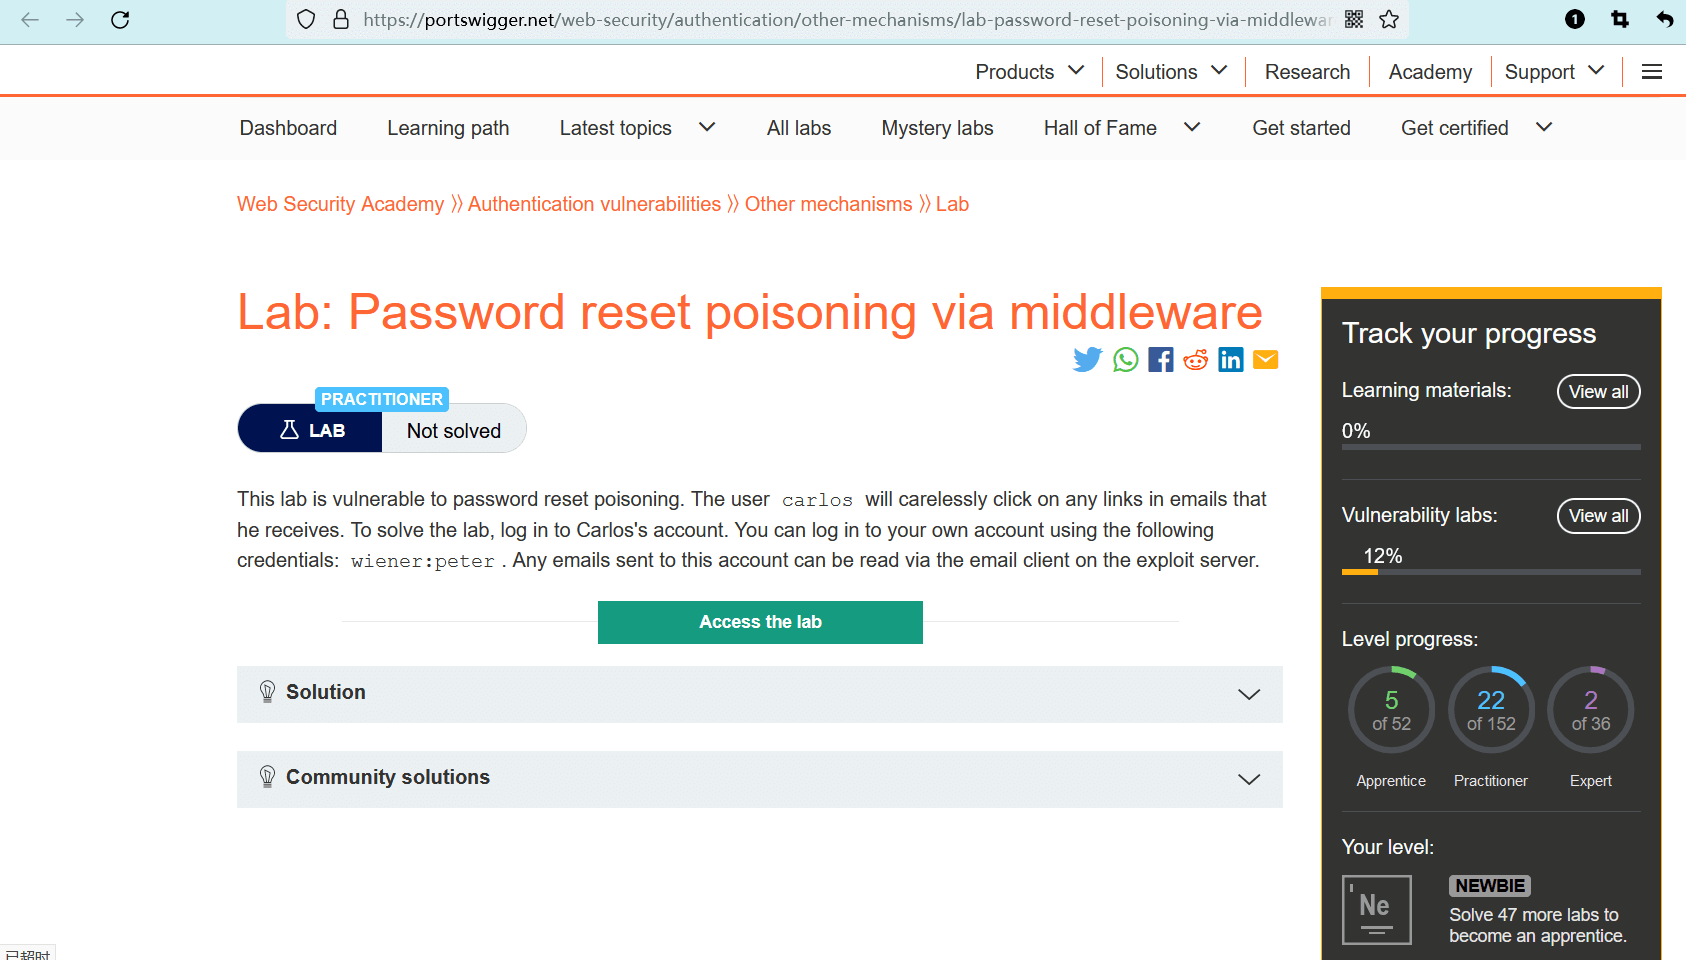 https://portswigger.net/web-security/authentication/other-mechanisms/lab-password-reset-poisoning-via-middlewar
1
Products
Solutions
Research
Academy
Support
Dashboard
Learning path
Latest topics
All labs
Mystery labs
Hall of Fame
Get started
Get certified
Web Security Academy » Authentication vulnerabilities » Other mechanisms » Lab
Lab: Password reset poisoning via middleware
PRACTITIONER
LAB
Not solved
This lab is vulnerable to password reset poisoning. The user carlos will carelessly click on any links in emails that
he receives. To solve the lab, log in to Carlos's account. You can log in to your own account using the following
credentials: wiener:peter . Any emails sent to this account can be read via the email client on the exploit server.
Access the lab
Solution
Community solutions
Track your progress
Learning materials:
View all
0%
Vulnerability labs:
View all
12%
Level progress:
5 of 52
22 of 152
2 of 36
Apprentice
Practitioner
Expert
Your level:
Ne
NEWBIE
Solve 47 more labs to
become an apprentice.
已超时